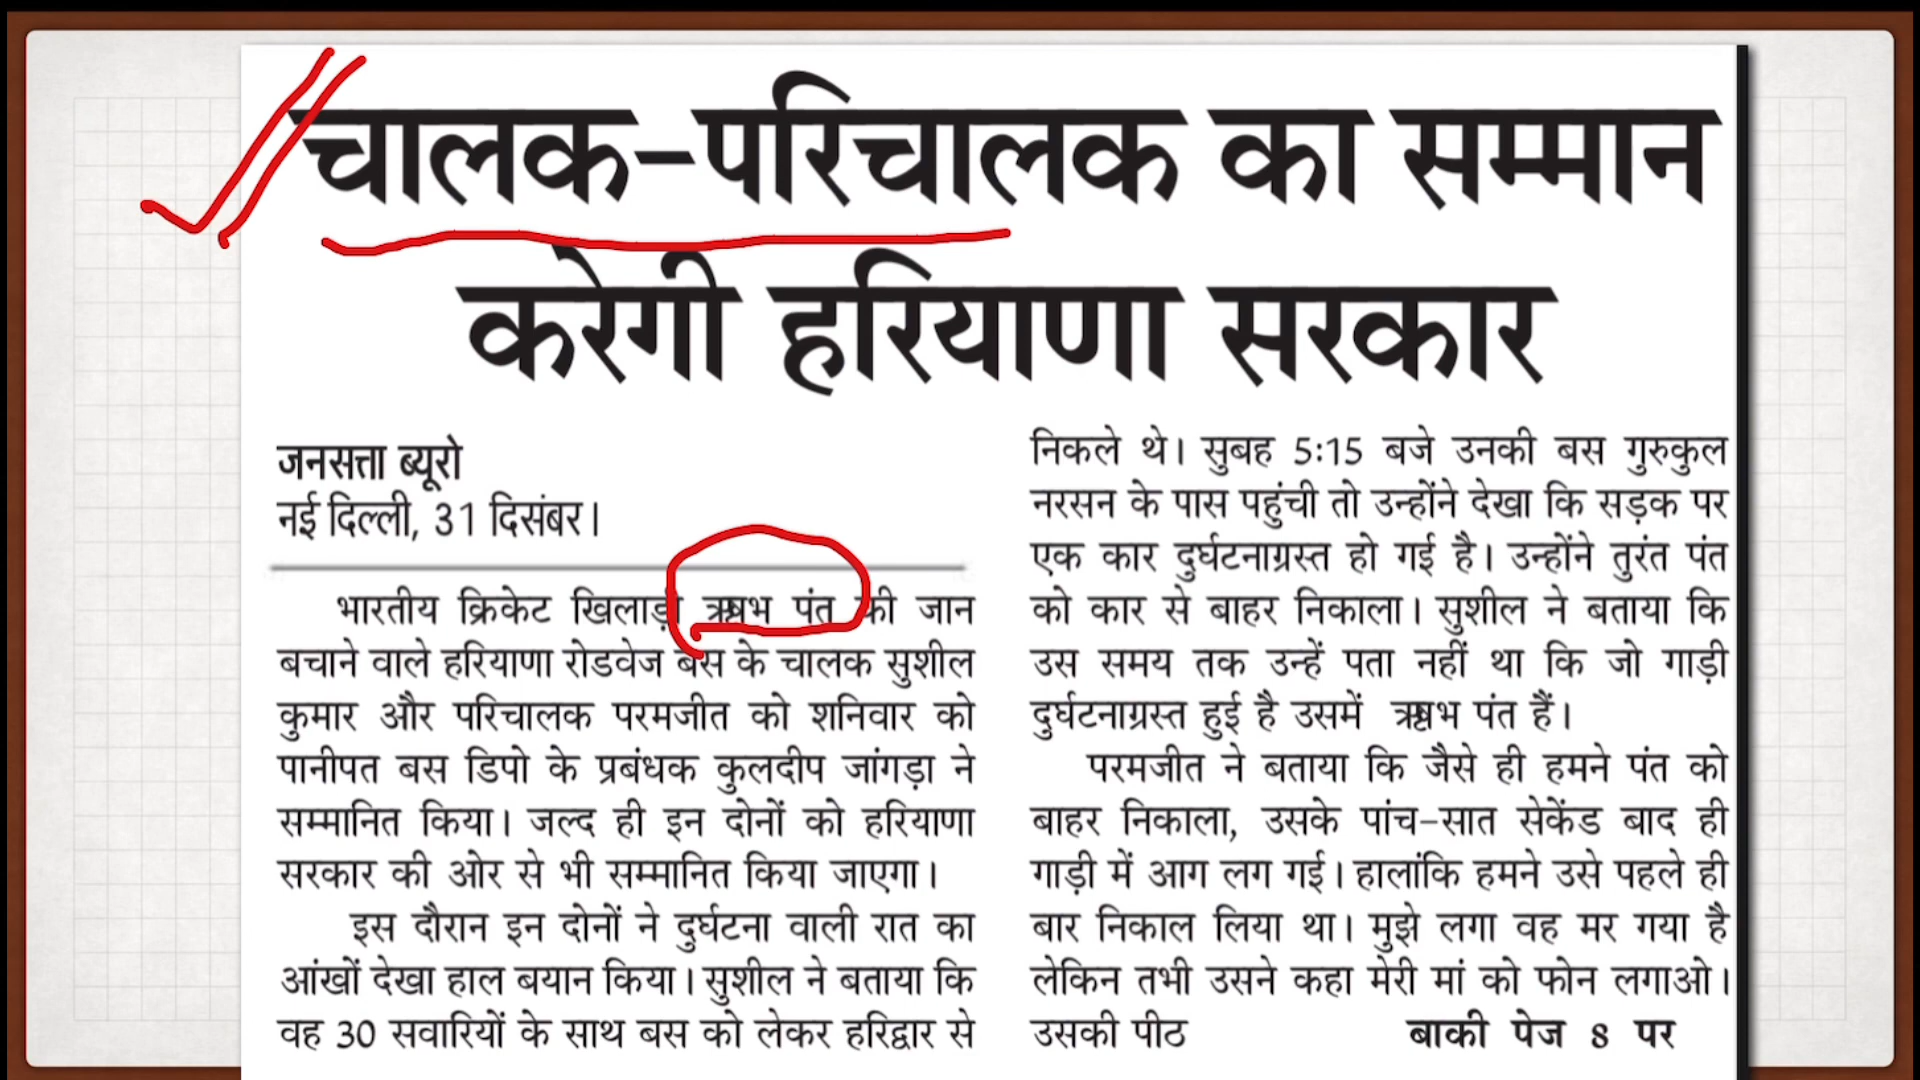 चालक-परिचालक का सम्मान
करेगी हरियाणा सरकार
जनसत्ता ब्यूरो
नई दिल्ली, 31 दिसंबर।
भारतीय क्रिकेट खिलाड़ी ऋषभ पंत की जान
बचाने वाले हरियाणा रोडवेज बस के चालक सुशील
कुमार और परिचालक परमजीत को शनिवार को
पानीपत बस डिपो के प्रबंधक कुलदीप जांगड़ा ने
सम्मानित किया। जल्द ही इन दोनों को हरियाणा
सरकार की ओर से भी सम्मानित किया जाएगा।
इस दौरान इन दोनों ने दुर्घटना वाली रात का
आंखों देखा हाल बयान किया। सुशील ने बताया कि
वह 30 सवारियों के साथ बस को लेकर हरिद्वार से
निकले थे। सुबह 5:15 बजे उनकी बस गुरुकुल
नरसन के पास पहुंची तो उन्होंने देखा कि सड़क पर
एक कार दुर्घटनाग्रस्त हो गई है। उन्होंने तुरंत पंत
को कार से बाहर निकाला। सुशील ने बताया कि
उस समय तक उन्हें पता नहीं था कि जो गाड़ी
दुर्घटनाग्रस्त हुई है उसमें ऋषभ पंत हैं।
परमजीत ने बताया कि जैसे ही हमने पंत को
बाहर निकाला, उसके पांच-सात सेकेंड बाद ही
गाड़ी में आग लग गई। हालांकि हमने उसे पहले ही
बार निकाल लिया था। मुझे लगा वह मर गया है
लेकिन तभी उसने कहा मेरी मां को फोन लगाओ।
उसकी पीठ बाकी पेज 8 पर